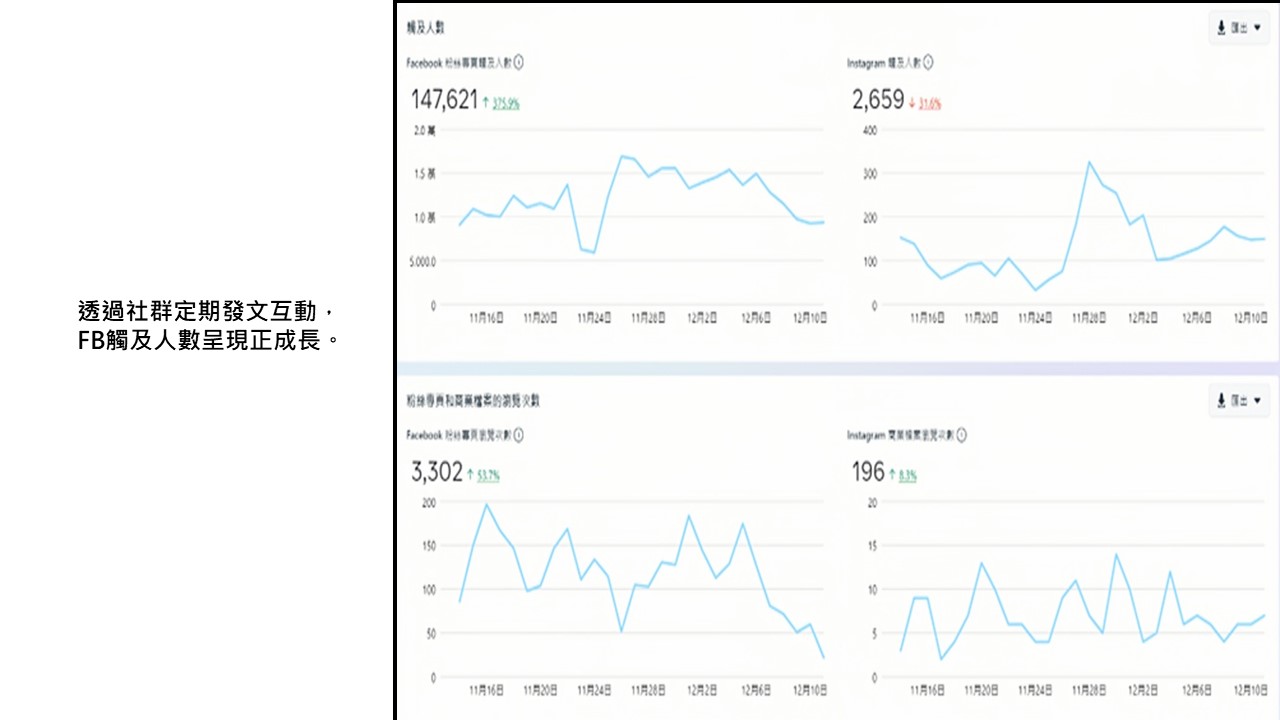 透過社群定期發文互動，
FB觸及人數呈現正成長。
觸及人數
匯出
Facebook 粉絲專頁觸及人數
147,621 ↑ 375.9%
2.0 萬
1.5 萬
1.0 萬
5,000.0
0
11月16日 11月20日 11月24日 11月28日 12月2日 12月6日 12月10日
Instagram 觸及人數
2,659 ↓ 31.6%
400
300
200
100
0
11月16日 11月20日 11月24日 11月28日 12月2日 12月6日 12月10日
粉絲專頁和商業檔案的瀏覽次數
匯出
Facebook 粉絲專頁瀏覽次數
3,302 ↑ 53.7%
200
150
100
50
0
11月16日 11月20日 11月24日 11月28日 12月2日 12月6日 12月10日
Instagram 商業檔案瀏覽次數
196 ↑ 8.3%
20
15
10
5
0
11月16日 11月20日 11月24日 11月28日 12月2日 12月6日 12月10日